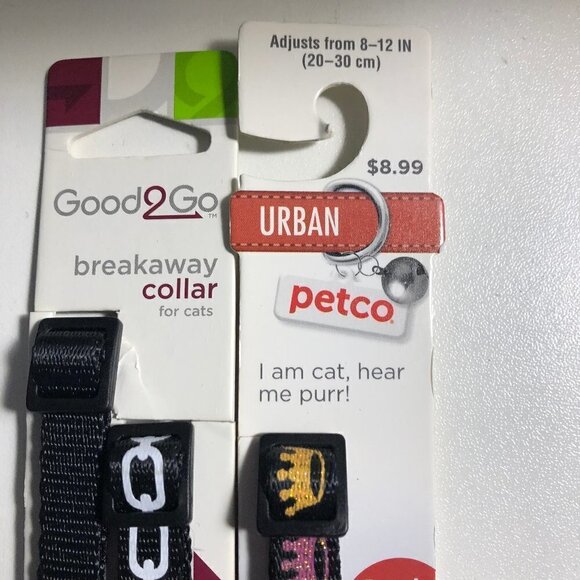 Good2Go™
breakaway
collar
for cats
Adjusts from 8–12 IN
(20–30 cm)
$8.99
URBAN
petco
I am cat, hear
me purr!